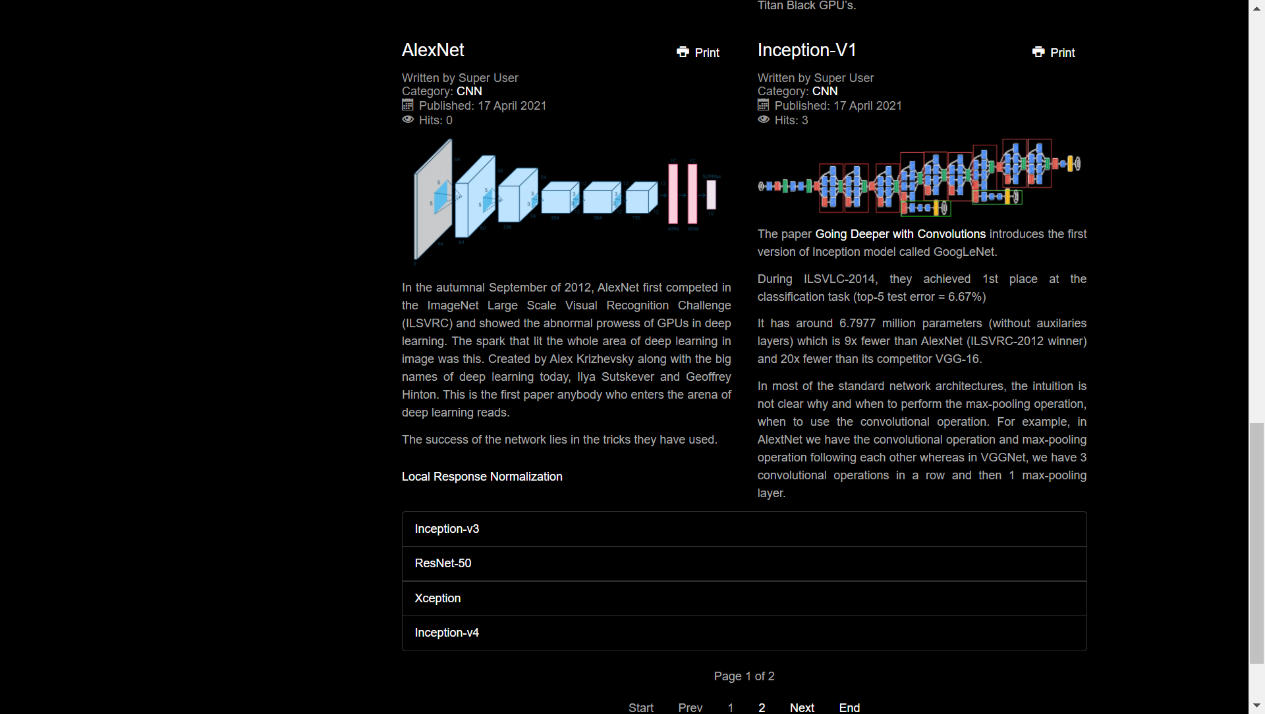 Titan Black GPU's.
AlexNet
Print
Written by Super User
Category: CNN
Published: 17 April 2021
Hits: 0
In the autumnal September of 2012, AlexNet first competed in
the ImageNet Large Scale Visual Recognition Challenge
(ILSVRC) and showed the abnormal prowess of GPUs in deep
learning. The spark that lit the whole area of deep learning in
image was this. Created by Alex Krizhevsky along with the big
names of deep learning today, Ilya Sutskever and Geoffrey
Hinton. This is the first paper anybody who enters the arena of
deep learning reads.
The success of the network lies in the tricks they have used.
Local Response Normalization
Inception-V1
Print
Written by Super User
Category: CNN
Published: 17 April 2021
Hits: 3
The paper Going Deeper with Convolutions introduces the first
version of Inception model called GoogLeNet.
During ILSVLC-2014, they achieved 1st place at the
classification task (top-5 test error = 6.67%)
It has around 6.7977 million parameters (without auxilaries
layers) which is 9x fewer than AlexNet (ILSVRC-2012 winner)
and 20x fewer than its competitor VGG-16.
In most of the standard network architectures, the intuition is
not clear why and when to perform the max-pooling operation,
when to use the convolutional operation. For example, in
AlextNet we have the convolutional operation and max-pooling
operation following each other whereas in VGGNet, we have 3
convolutional operations in a row and then 1 max-pooling
layer.
Inception-v3
ResNet-50
Xception
Inception-v4
Page 1 of 2
Start Prev 1 2 Next End